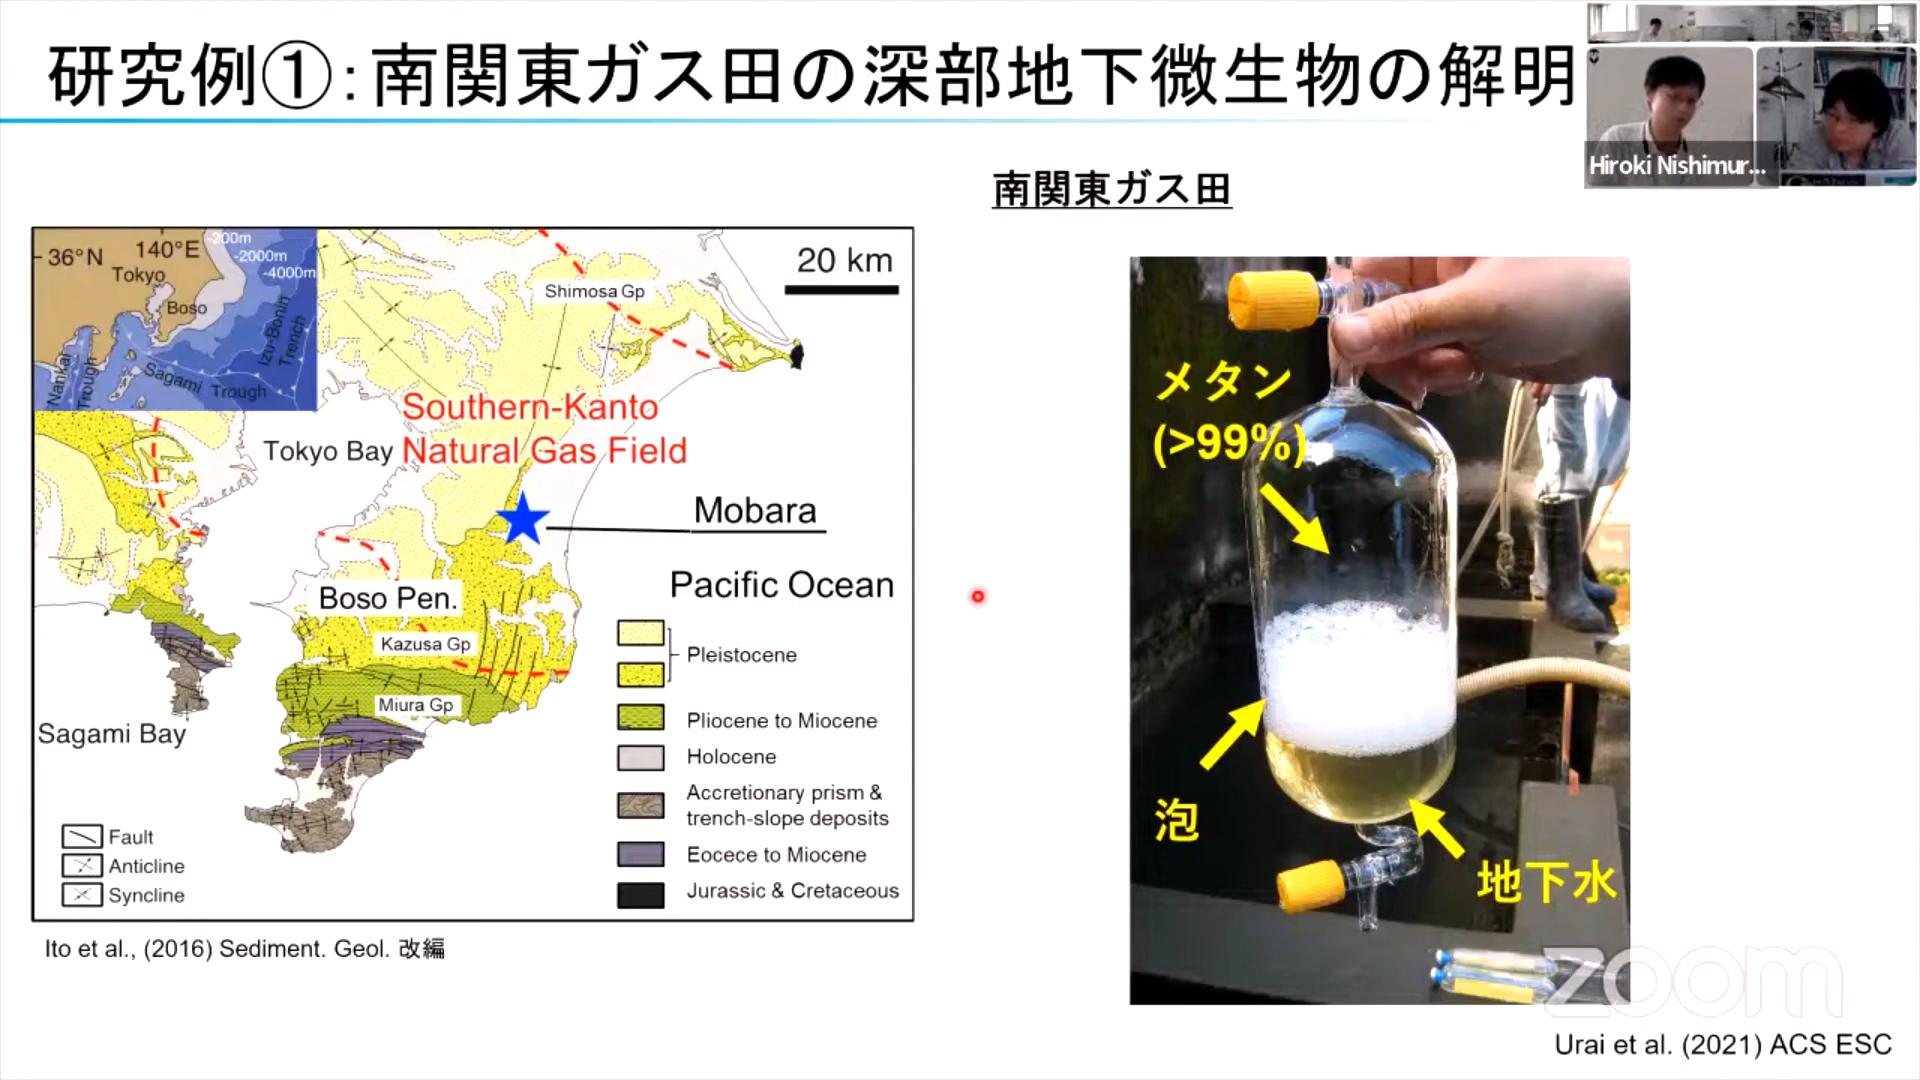 研究例①:南関東ガス田の深部地下微生物の解明
Hiroki Nishimur...
南関東ガス田
36°N
140°E
-200m
-2000m
-4000m
Tokyo
Boso
Izu-Bonin
Trench
Nankai
Trough
Sagami Trough
20 km
Shimosa Gp
Southern-Kanto
Natural Gas Field
Tokyo Bay
Mobara
Pacific Ocean
Boso Pen.
Kazusa Gp
Miura Gp
Sagami Bay
Pleistocene
Pliocene to Miocene
Holocene
Accretionary prism &
trench-slope deposits
Eocece to Miocene
Jurassic & Cretaceous
Fault
Anticline
Syncline
Ito et al., (2016) Sediment. Geol. 改編
メタン
(>99%)
泡
地下水
zoom
Urai et al. (2021) ACS ESC